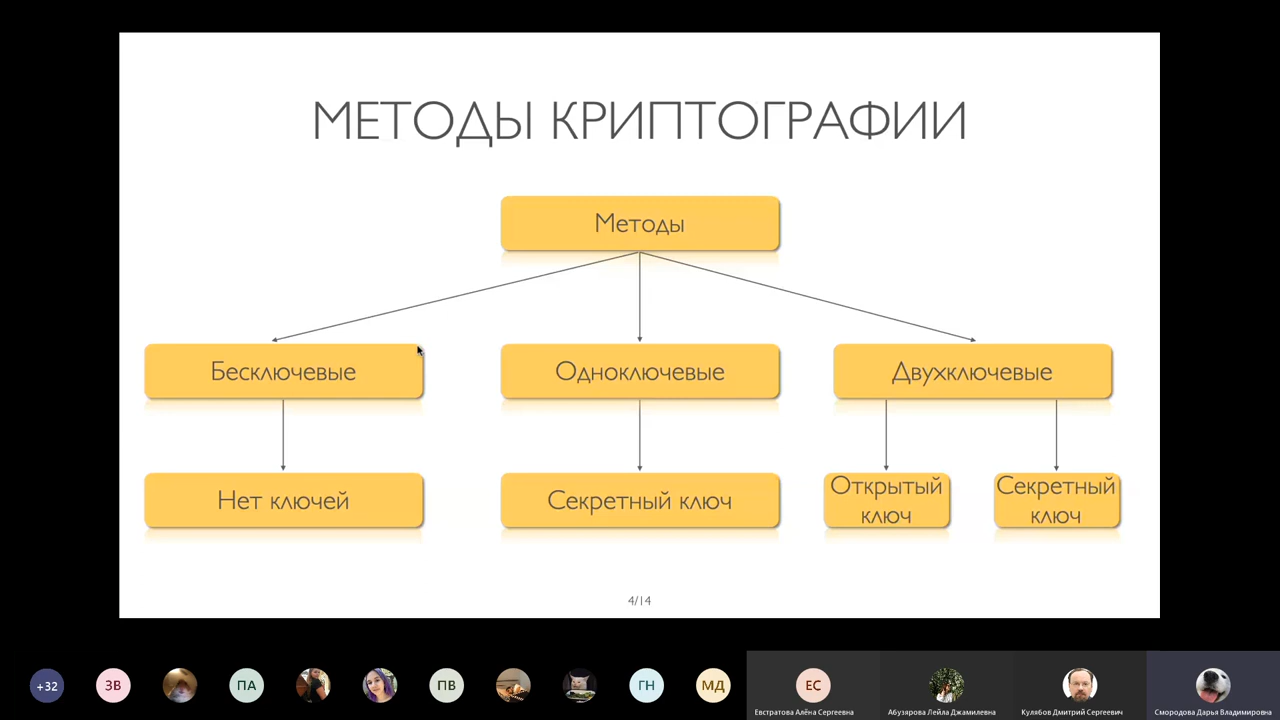 МЕТОДЫ КРИПТОГРАФИИ
Методы
Бесключевые
Одноключевые
Двухключевые
Нет ключей
Секретный ключ
Открытый
ключ
Секретный
ключ
4/14
+32
ЗВ
ПА
ПВ
ГН
МД
ЕС
Евстратова Алёна Сергеевна
Абузярова Лейла Джамилевна
Кулябов Дмитрий Сергеевич
Смородова Дарья Владимировна